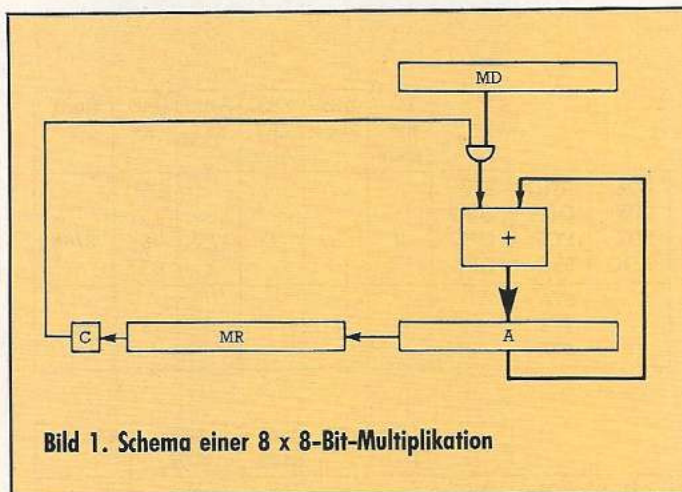 MD
+
C
MR
A
Bild 1. Schema einer 8 x 8-Bit-Multiplikation